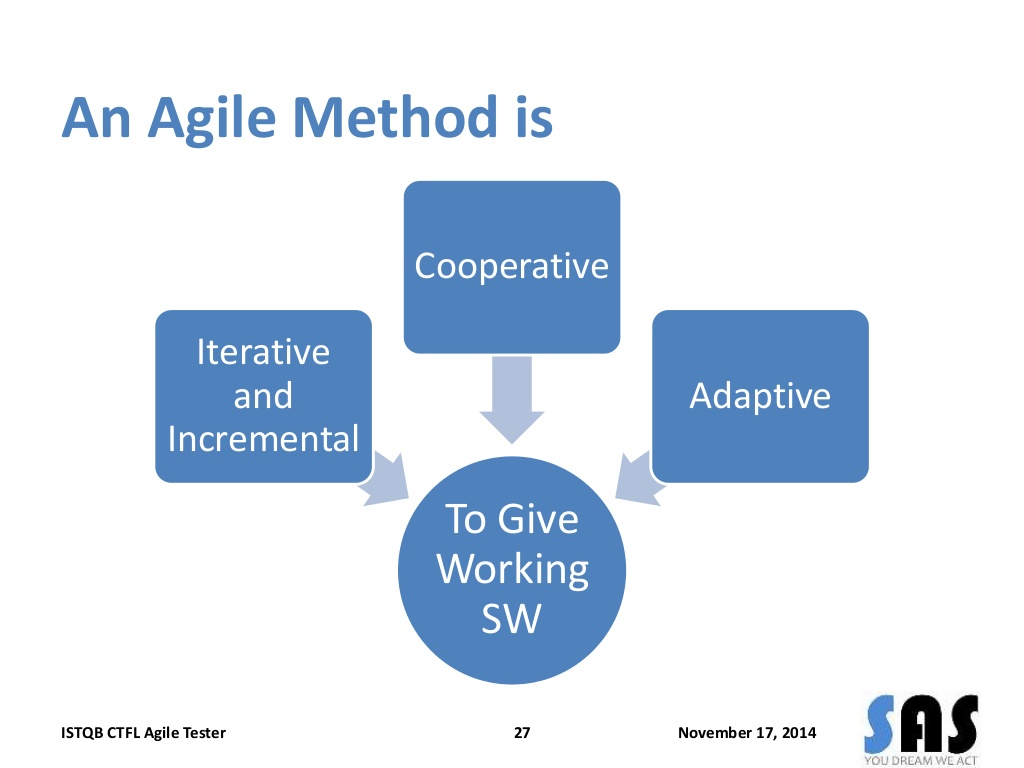 An Agile Method is
Cooperative
Iterative
and
Incremental
Adaptive
To Give
Working
SW
ISTQB CTFL Agile Tester
27
November 17, 2014
SAS
YOU DREAM WE ACT